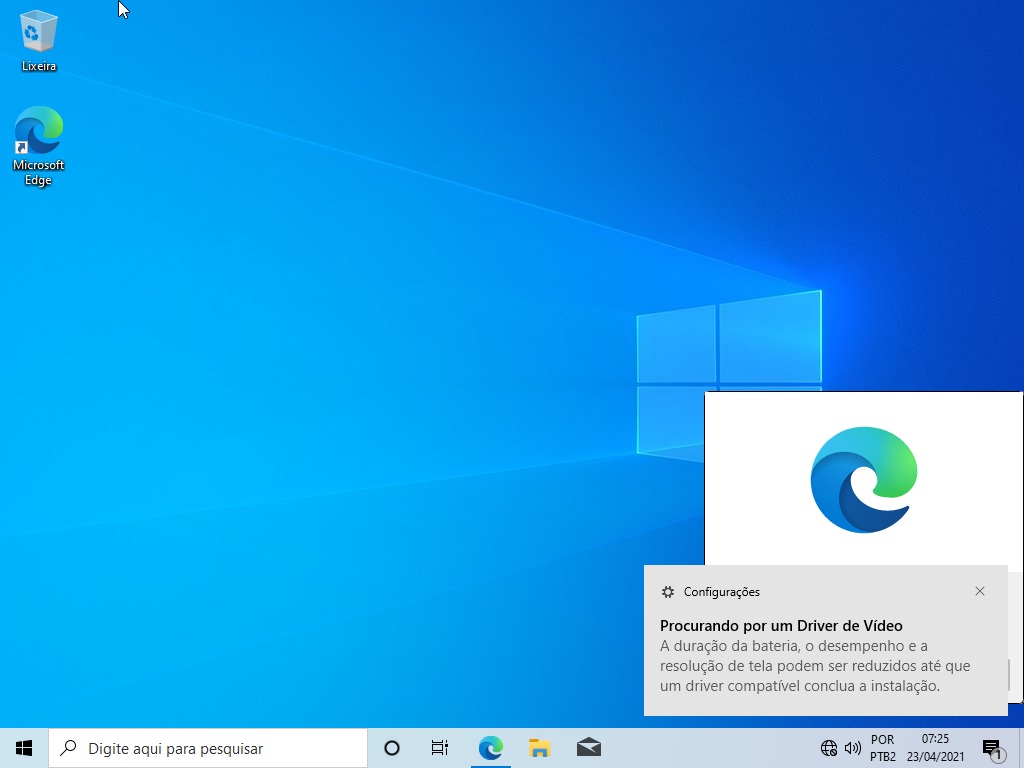 Lixeira
Microsoft
Edge
Configurações
Procurando por um Driver de Vídeo
A duração da bateria, o desempenho e a
resolução de tela podem ser reduzidos até que
um driver compatível conclua a instalação.
Digite aqui para pesquisar
POR
PTB2
07:25
23/04/2021
1